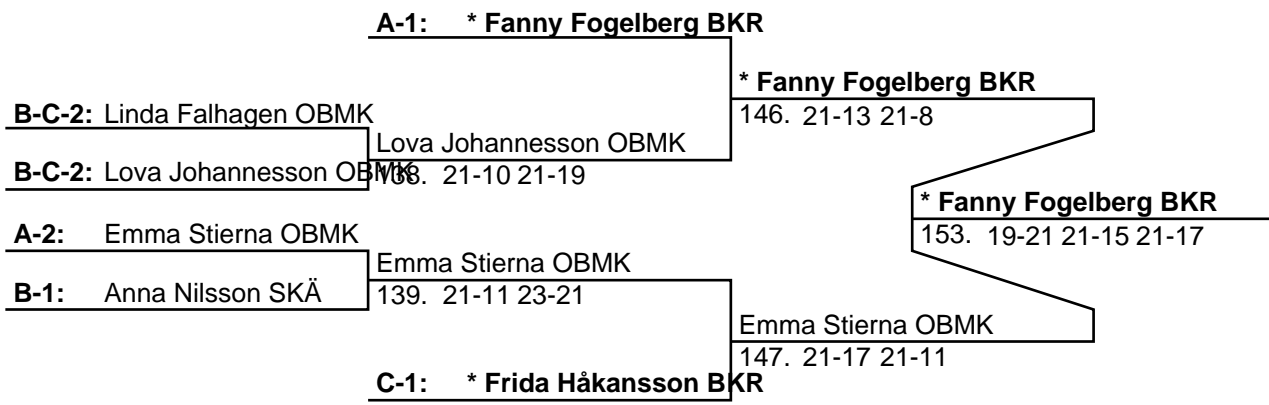 A-1: * Fanny Fogelberg BKR
* Fanny Fogelberg BKR
146. 21-13 21-8
B-C-2: Linda Falhagen OBMK
Lova Johannesson OBMK
138. 21-10 21-19
B-C-2: Lova Johannesson OBMK
* Fanny Fogelberg BKR
153. 19-21 21-15 21-17
A-2: Emma Stierna OBMK
Emma Stierna OBMK
139. 21-11 23-21
B-1: Anna Nilsson SKÄ
Emma Stierna OBMK
147. 21-17 21-11
C-1: * Frida Håkansson BKR